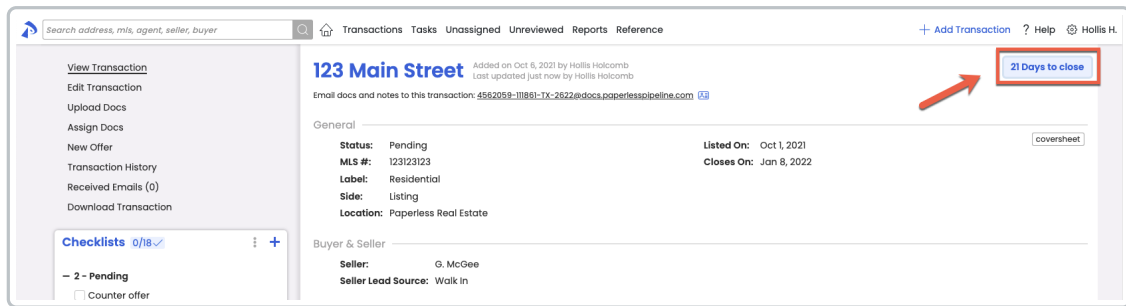 Search address, mls, agent, seller, buyer
Transactions Tasks Unassigned Unreviewed Reports Reference
+ Add Transaction ? Help Hollis H.
View Transaction
Edit Transaction
Upload Docs
Assign Docs
New Offer
Transaction History
Received Emails (0)
Download Transaction
Checklists 0/18
– 2 - Pending
Counter offer
123 Main Street
Added on Oct 6, 2021 by Hollis Holcomb
Last updated just now by Hollis Holcomb
21 Days to close
Email docs and notes to this transaction: 4562059-111861-TX-2622@docs.paperlesspipeline.com
General
coversheet
Status: Pending
MLS #: 123123123
Label: Residential
Side: Listing
Location: Paperless Real Estate
Listed On: Oct 1, 2021
Closes On: Jan 8, 2022
Buyer & Seller
Seller: G. McGee
Seller Lead Source: Walk In